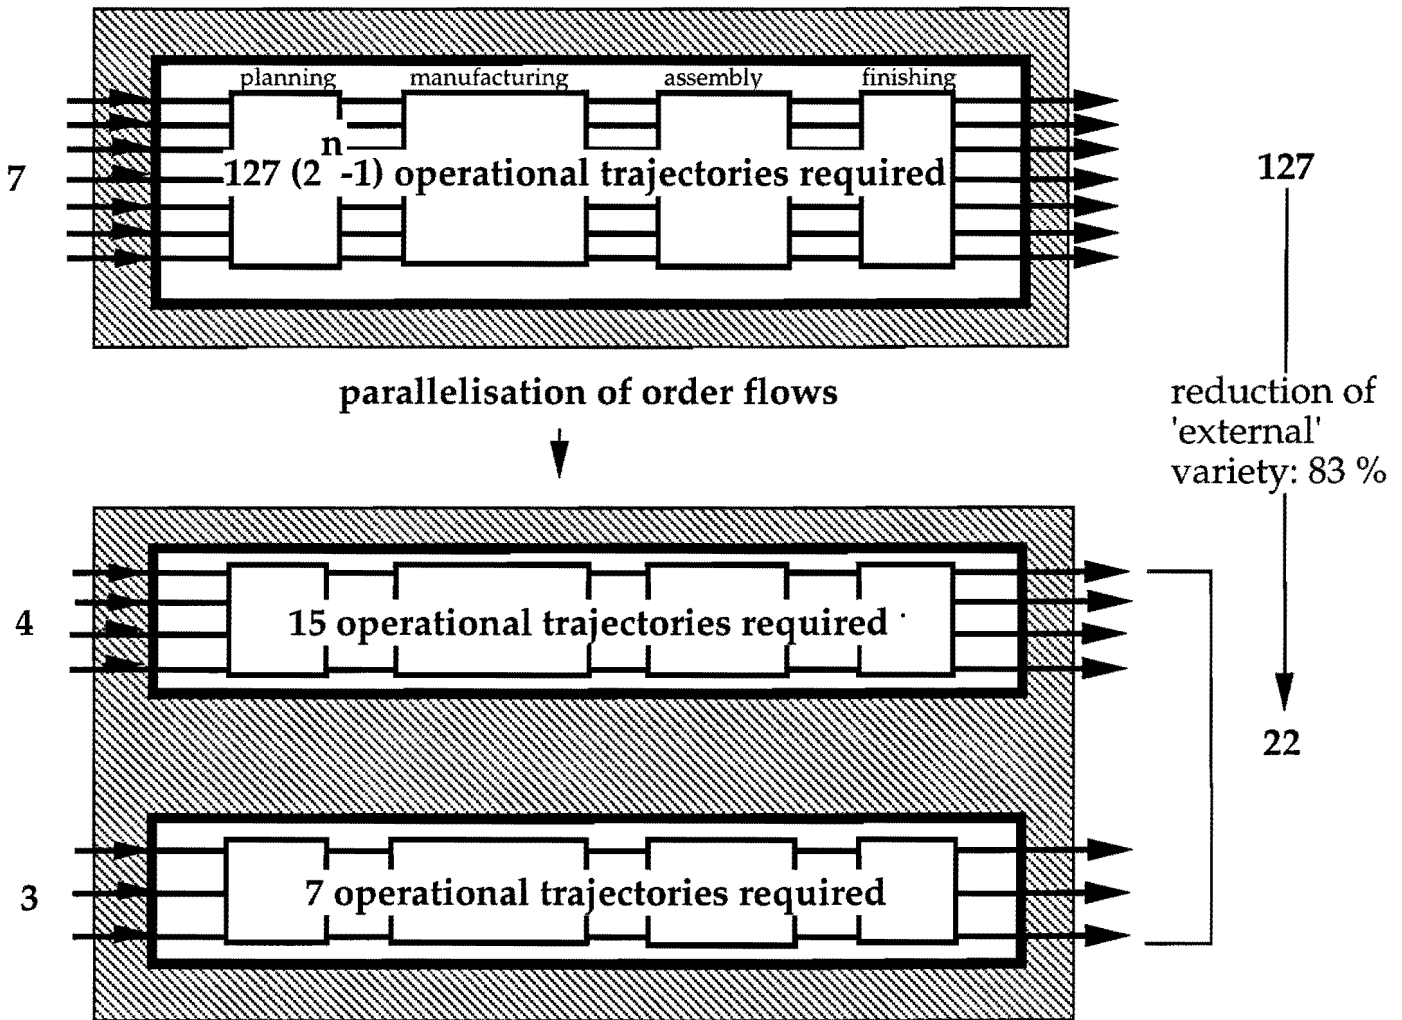 planning manufacturing assembly finishing
7
127 (2^n -1) operational trajectories required
127
parallelisation of order flows
reduction of
'external'
variety: 83 %
4
15 operational trajectories required
22
3
7 operational trajectories required